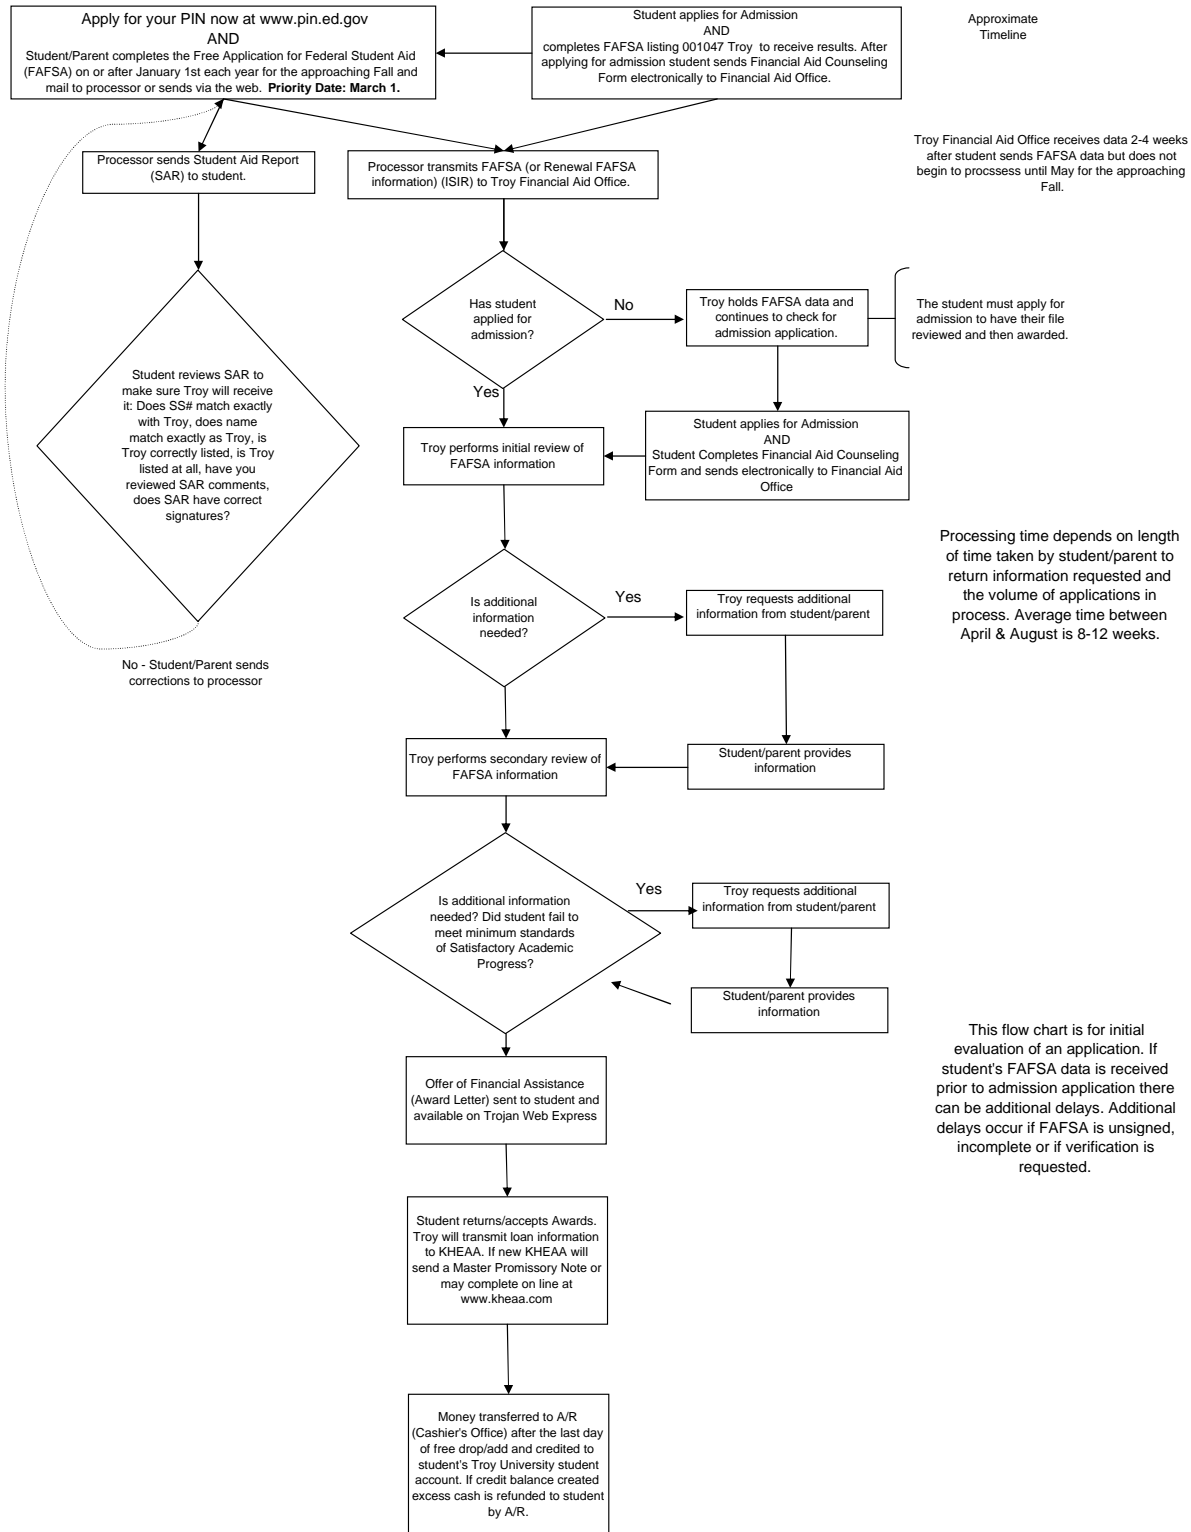 Apply for your PIN now at www.pin.ed.gov
AND
Student/Parent completes the Free Application for Federal Student Aid
(FAFSA) on or after January 1st each year for the approaching Fall and
mail to processor or sends via the web.  Priority Date: March 1.
Student applies for Admission
AND
completes FAFSA listing 001047 Troy  to receive results. After
applying for admission student sends Financial Aid Counseling
Form electronically to Financial Aid Office.
Approximate
Timeline
Processor sends Student Aid Report
(SAR) to student.
Processor transmits FAFSA (or Renewal FAFSA
information) (ISIR) to Troy Financial Aid Office.
Troy Financial Aid Office receives data 2-4 weeks
after student sends FAFSA data but does not
begin to procssess until May for the approaching
Fall.
Has student
applied for
admission?
No
Troy holds FAFSA data and
continues to check for
admission application.
The student must apply for
admission to have their file
reviewed and then awarded.
Yes
Student reviews SAR to
make sure Troy will receive
it: Does SS# match exactly
with Troy, does name
match exactly as Troy, is
Troy correctly listed, is Troy
listed at all, have you
reviewed SAR comments,
does SAR have correct
signatures?
Troy performs initial review of
FAFSA information
Student applies for Admission
AND
Student Completes Financial Aid Counseling
Form and sends electronically to Financial Aid
Office
Is additional
information
needed?
Yes
Troy requests additional
information from student/parent
Processing time depends on length
of time taken by student/parent to
return information requested and
the volume of applications in
process. Average time between
April & August is 8-12 weeks.
No - Student/Parent sends
corrections to processor
Troy performs secondary review of
FAFSA information
Student/parent provides
information
Is additional information
needed? Did student fail to
meet minimum standards
of Satisfactory Academic
Progress?
Yes
Troy requests additional
information from student/parent
Student/parent provides
information
This flow chart is for initial
evaluation of an application. If
student's FAFSA data is received
prior to admission application there
can be additional delays. Additional
delays occur if FAFSA is unsigned,
incomplete or if verification is
requested.
Offer of Financial Assistance
(Award Letter) sent to student and
available on Trojan Web Express
Student returns/accepts Awards.
Troy will transmit loan information
to KHEAA. If new KHEAA will
send a Master Promissory Note or
may complete on line at
www.kheaa.com
Money transferred to A/R
(Cashier's Office) after the last day
of free drop/add and credited to
student's Troy University student
account. If credit balance created
excess cash is refunded to student
by A/R.